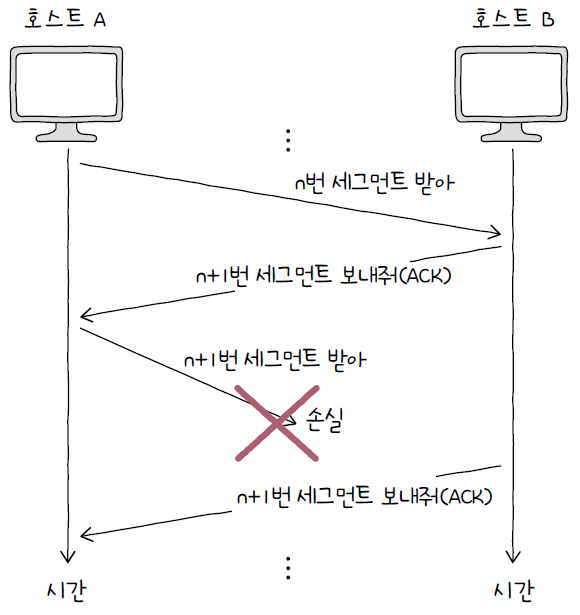 호스트 A
호스트 B
n번 세그먼트 받아
n+1번 세그먼트 보내줘(ACK)
n+1번 세그먼트 받아
손실
n+1번 세그먼트 보내줘(ACK)
시간
시간